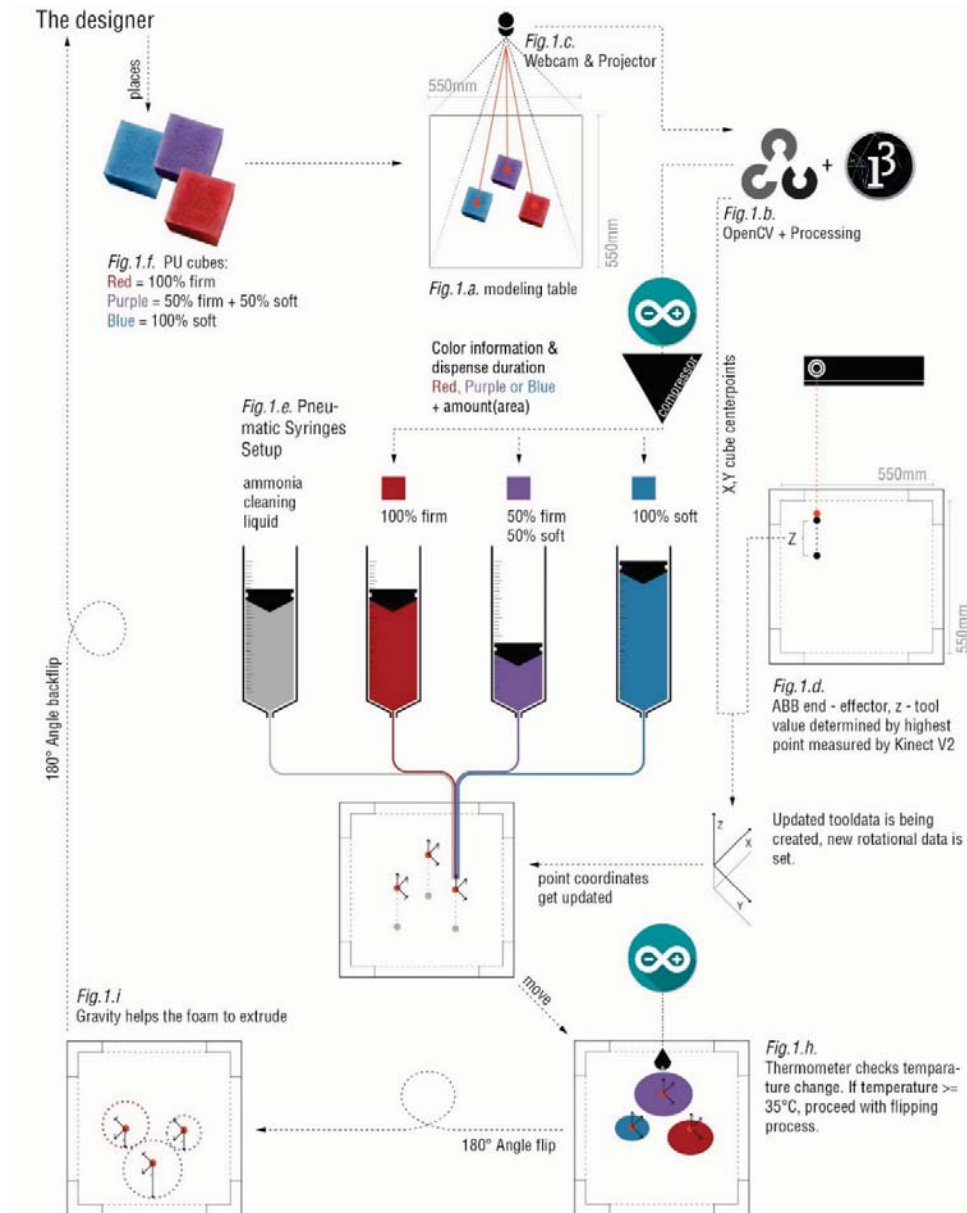 The designer
places
Fig.1.c.
Webcam & Projector
550mm
550mm
Fig.1.b.
OpenCV + Processing
Fig.1.f. PU cubes:
Red = 100% firm
Purple = 50% firm + 50% soft
Blue = 100% soft
Fig.1.a. modeling table
Color information &
dispense duration
Red, Purple or Blue
+ amount(area)
compressor
X,Y cube centerpoints
Fig.1.e. Pneu-
matic Syringes
Setup
ammonia
cleaning
liquid
100% firm
50% firm
50% soft
100% soft
550mm
Z
550mm
Fig.1.d.
ABB end - effector, z - tool
value determined by highest
point measured by Kinect V2
180° Angle backflip
Z
X
Y
Updated tooldata is being
created, new rotational data is
set.
point coordinates
get updated
move
Fig.1.i
Gravity helps the foam to extrude
180° Angle flip
Fig.1.h.
Thermometer checks tempara-
ture change. If temperature >=
35°C, proceed with flipping
process.